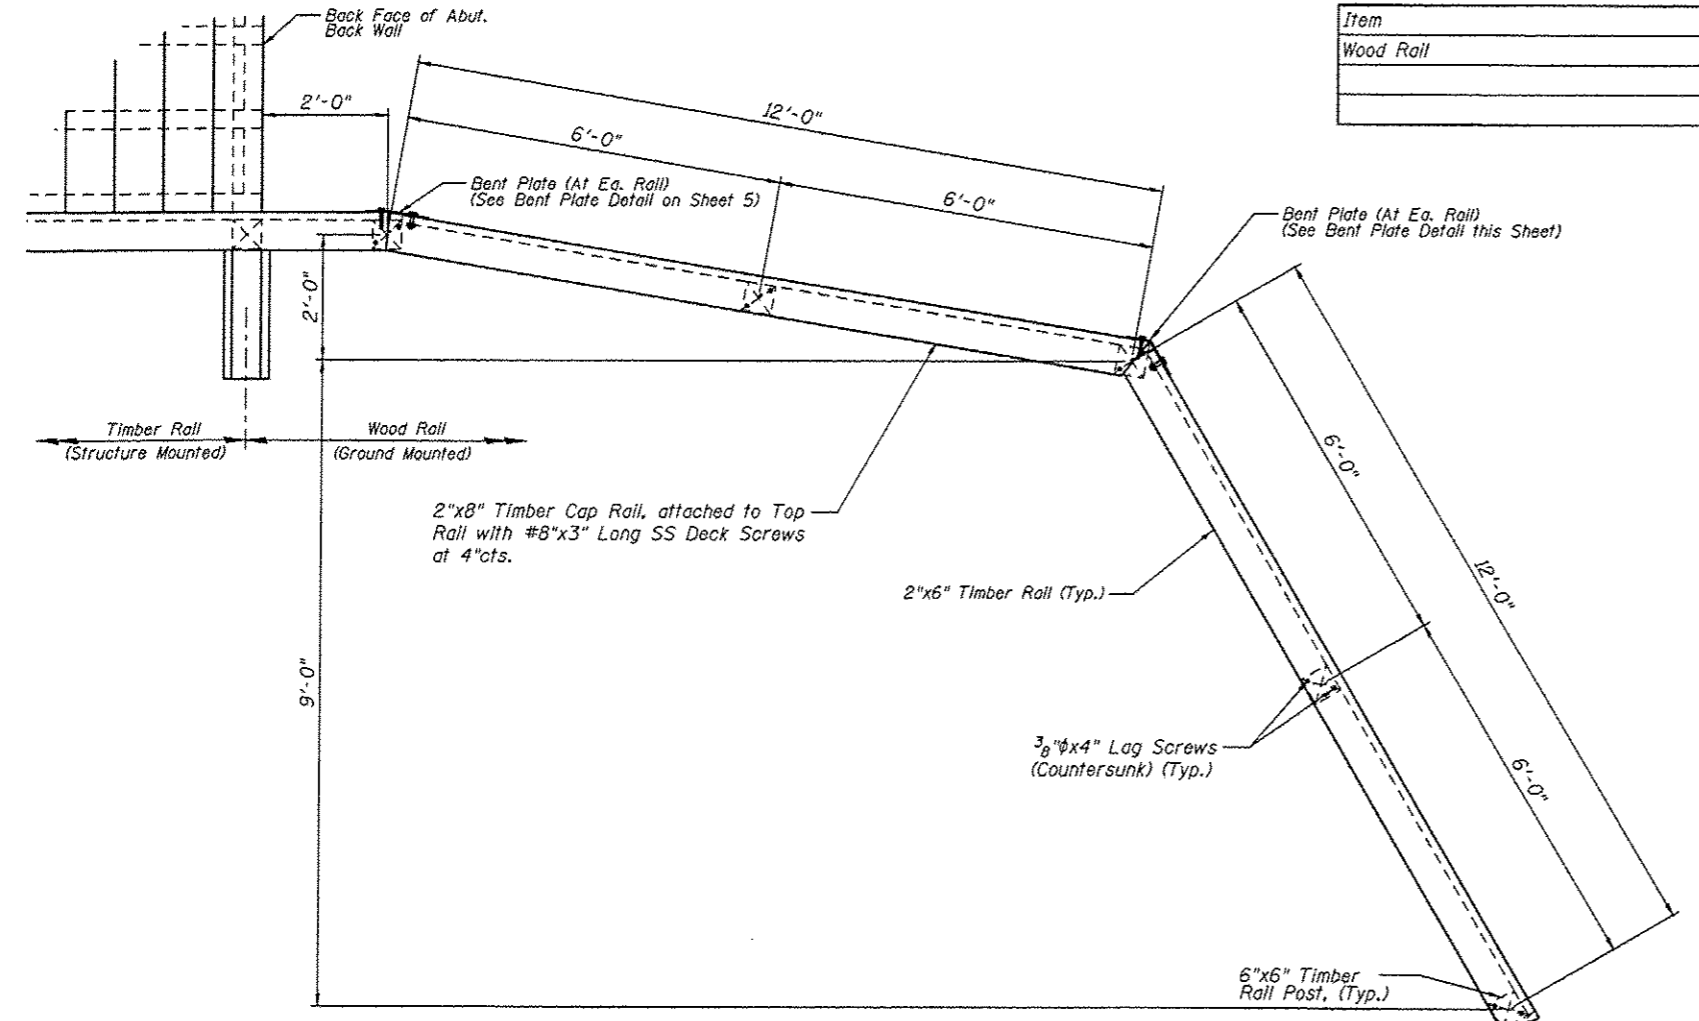 Back Face of Abut.
Back Wall
Item
Wood Rail
2'-0"
12'-0"
6'-0"
6'-0"
Bent Plate (At Ea. Rail)
(See Bent Plate Detail on Sheet 5)
Bent Plate (At Ea. Rail)
(See Bent Plate Detail this Sheet)
2'-0"
Timber Rail
(Structure Mounted)
Wood Rail
(Ground Mounted)
6'-0"
2"x8" Timber Cap Rail, attached to Top
Rail with #8"x3" Long SS Deck Screws
at 4"cts.
2"x6" Timber Rail (Typ.)
12'-0"
9'-0"
3/8"ϕx4" Lag Screws
(Countersunk) (Typ.)
6'-0"
6"x6" Timber
Rail Post, (Typ.)